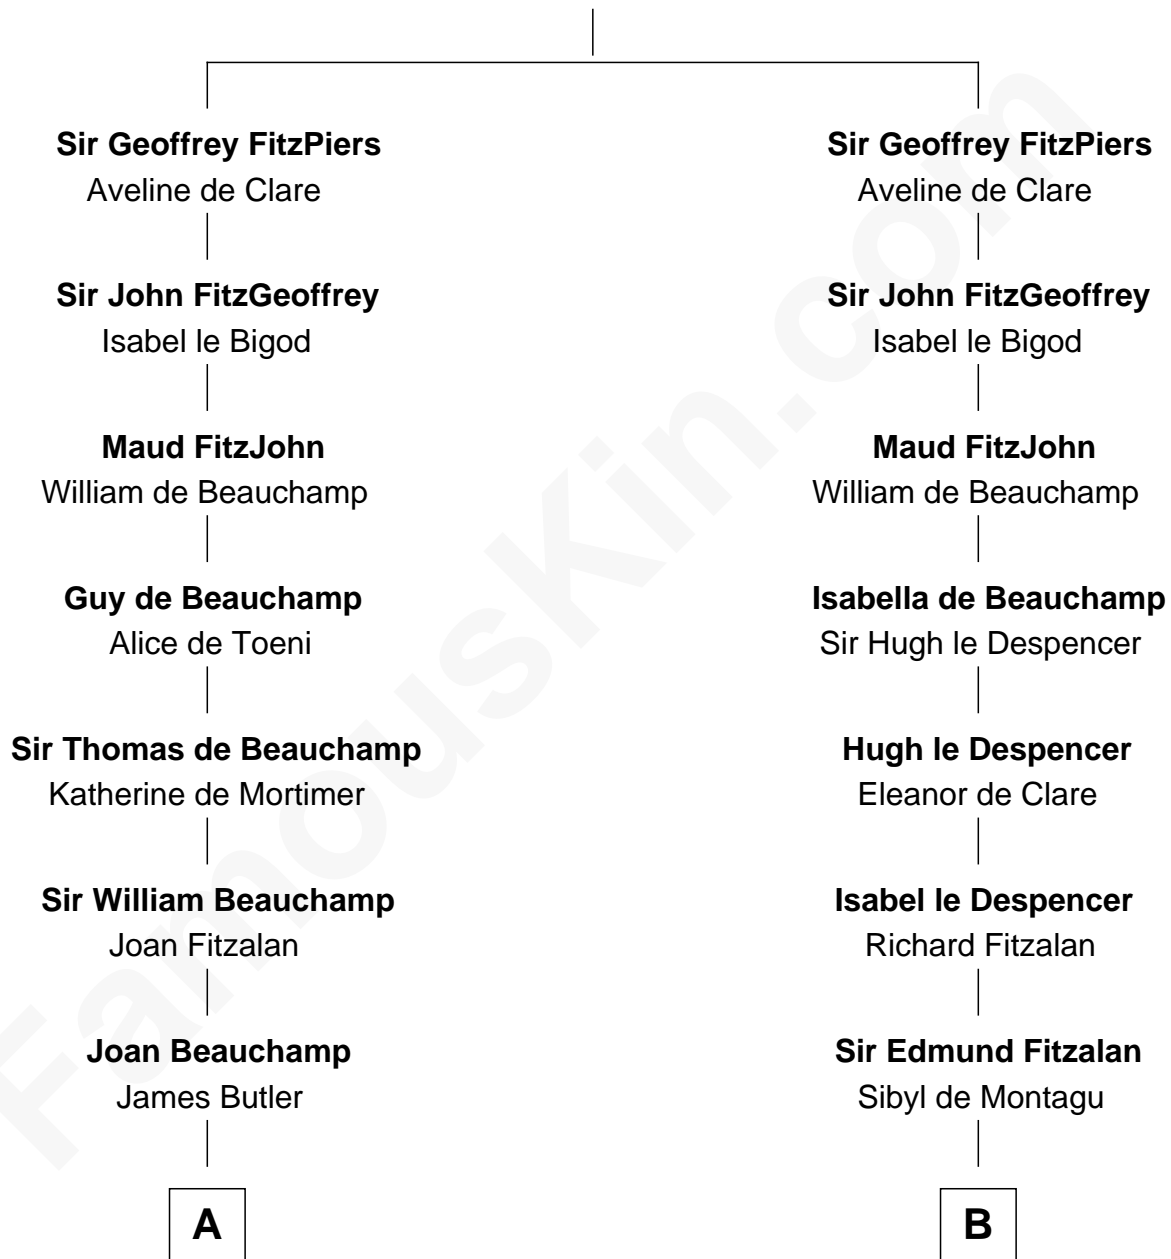 Sir Geoffrey FitzPiers
Aveline de Clare
Sir John FitzGeoffrey
Isabel le Bigod
Maud FitzJohn
William de Beauchamp
Guy de Beauchamp
Alice de Toeni
Sir Thomas de Beauchamp
Katherine de Mortimer
Sir William Beauchamp
Joan Fitzalan
Joan Beauchamp
James Butler
A
Sir Geoffrey FitzPiers
Aveline de Clare
Sir John FitzGeoffrey
Isabel le Bigod
Maud FitzJohn
William de Beauchamp
Isabella de Beauchamp
Sir Hugh le Despencer
Hugh le Despencer
Eleanor de Clare
Isabel le Despencer
Richard Fitzalan
Sir Edmund Fitzalan
Sibyl de Montagu
B
FamousKin.com